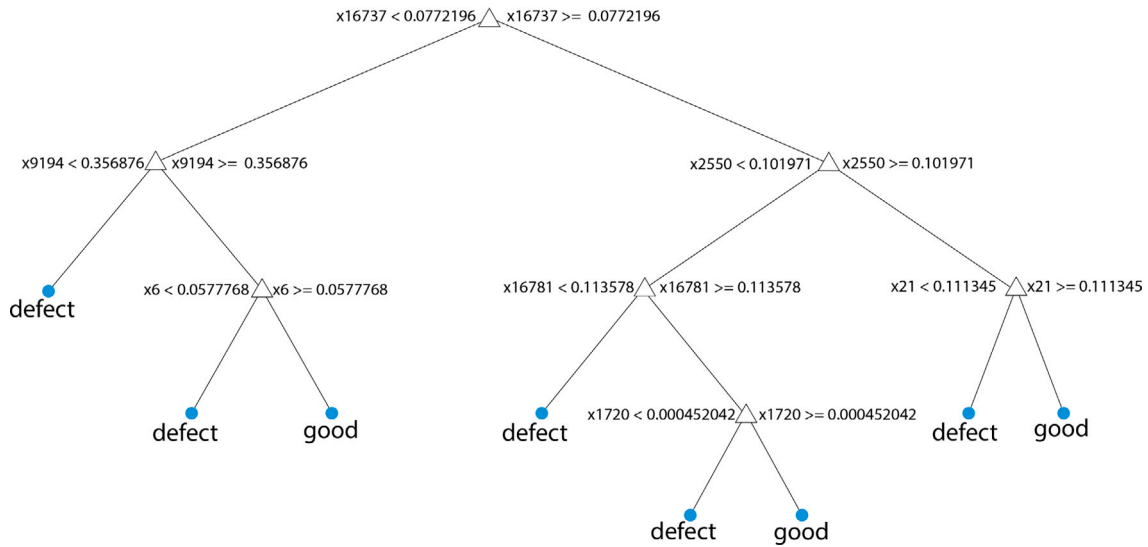 x16737 < 0.0772196 x16737 >= 0.0772196
x9194 < 0.356876 x9194 >= 0.356876
x2550 < 0.101971 x2550 >= 0.101971
defect
x6 < 0.0577768 x6 >= 0.0577768
x16781 < 0.113578 x16781 >= 0.113578
x21 < 0.111345 x21 >= 0.111345
defect
good
defect
x1720 < 0.000452042 x1720 >= 0.000452042
defect
good
defect
good